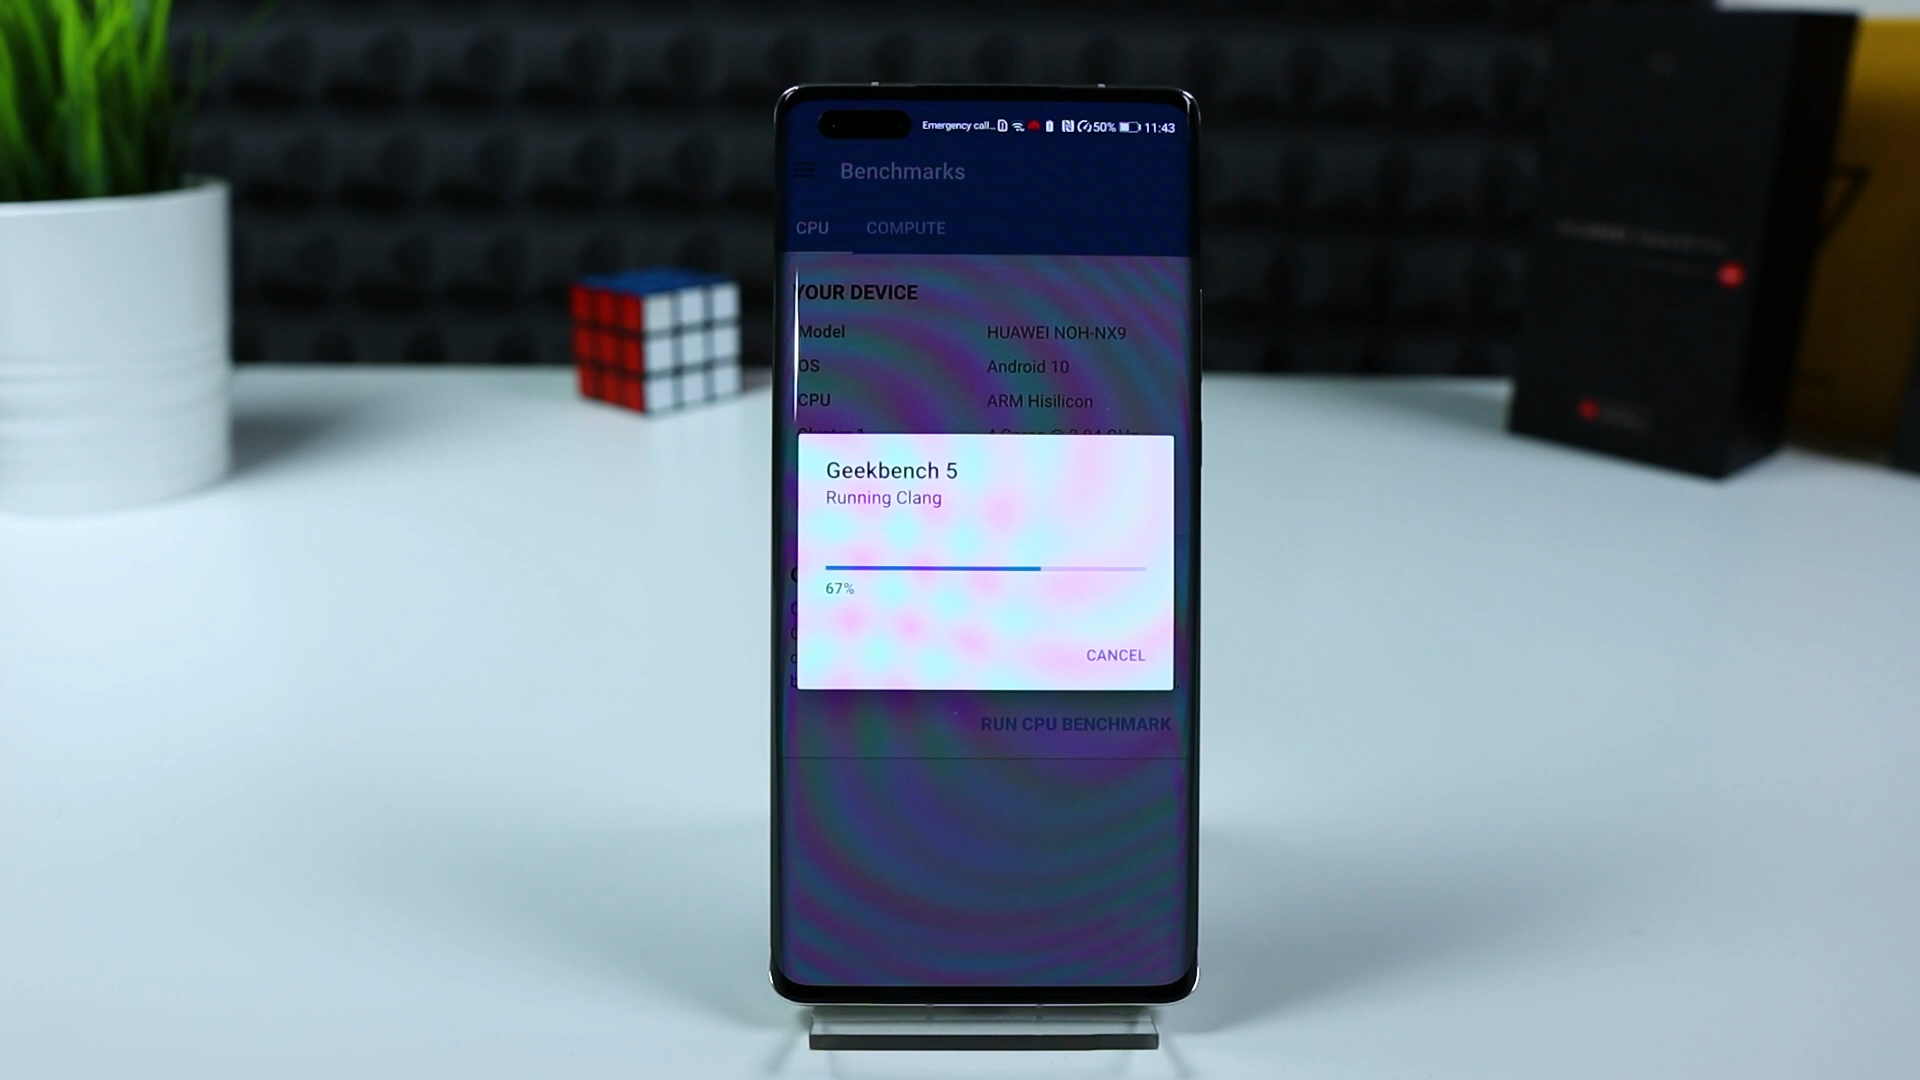 Emergency call... 50% 11:43
Benchmarks
CPU COMPUTE
YOUR DEVICE
Model HUAWEI NOH-NX9
OS Android 10
CPU ARM Hisilicon
Geekbench 5
Running Clang
67%
CANCEL
RUN CPU BENCHMARK